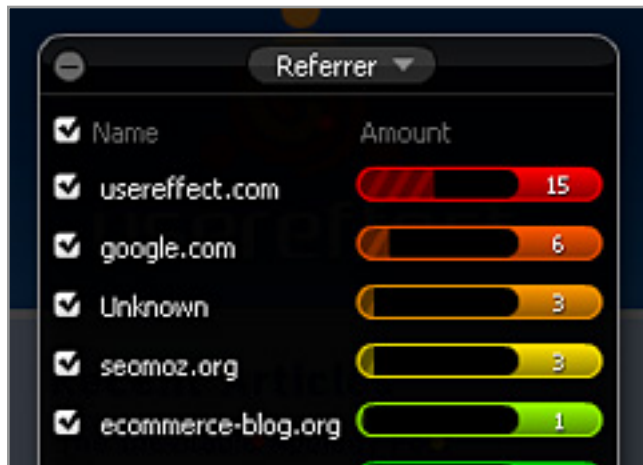 Referrer
Name Amount
usereffect.com 15
google.com 6
Unknown 3
seomoz.org 3
ecommerce-blog.org 1